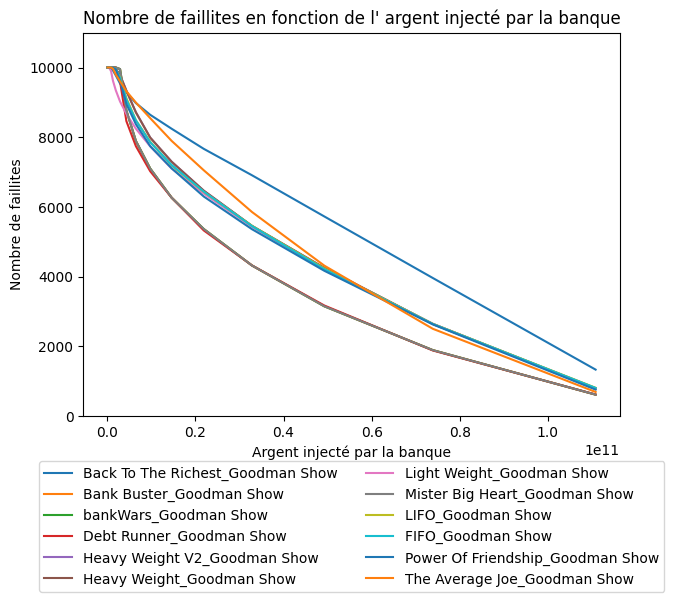 Nombre de faillites en fonction de l' argent injecté par la banque
Nombre de faillites
10000
8000
6000
4000
2000
0
0.0
0.2
0.4
0.6
0.8
1.0
1e11
Argent injecté par la banque
Back To The Richest_Goodman Show
Bank Buster_Goodman Show
bankWars_Goodman Show
Debt Runner_Goodman Show
Heavy Weight V2_Goodman Show
Heavy Weight_Goodman Show
Light Weight_Goodman Show
Mister Big Heart_Goodman Show
LIFO_Goodman Show
FIFO_Goodman Show
Power Of Friendship_Goodman Show
The Average Joe_Goodman Show